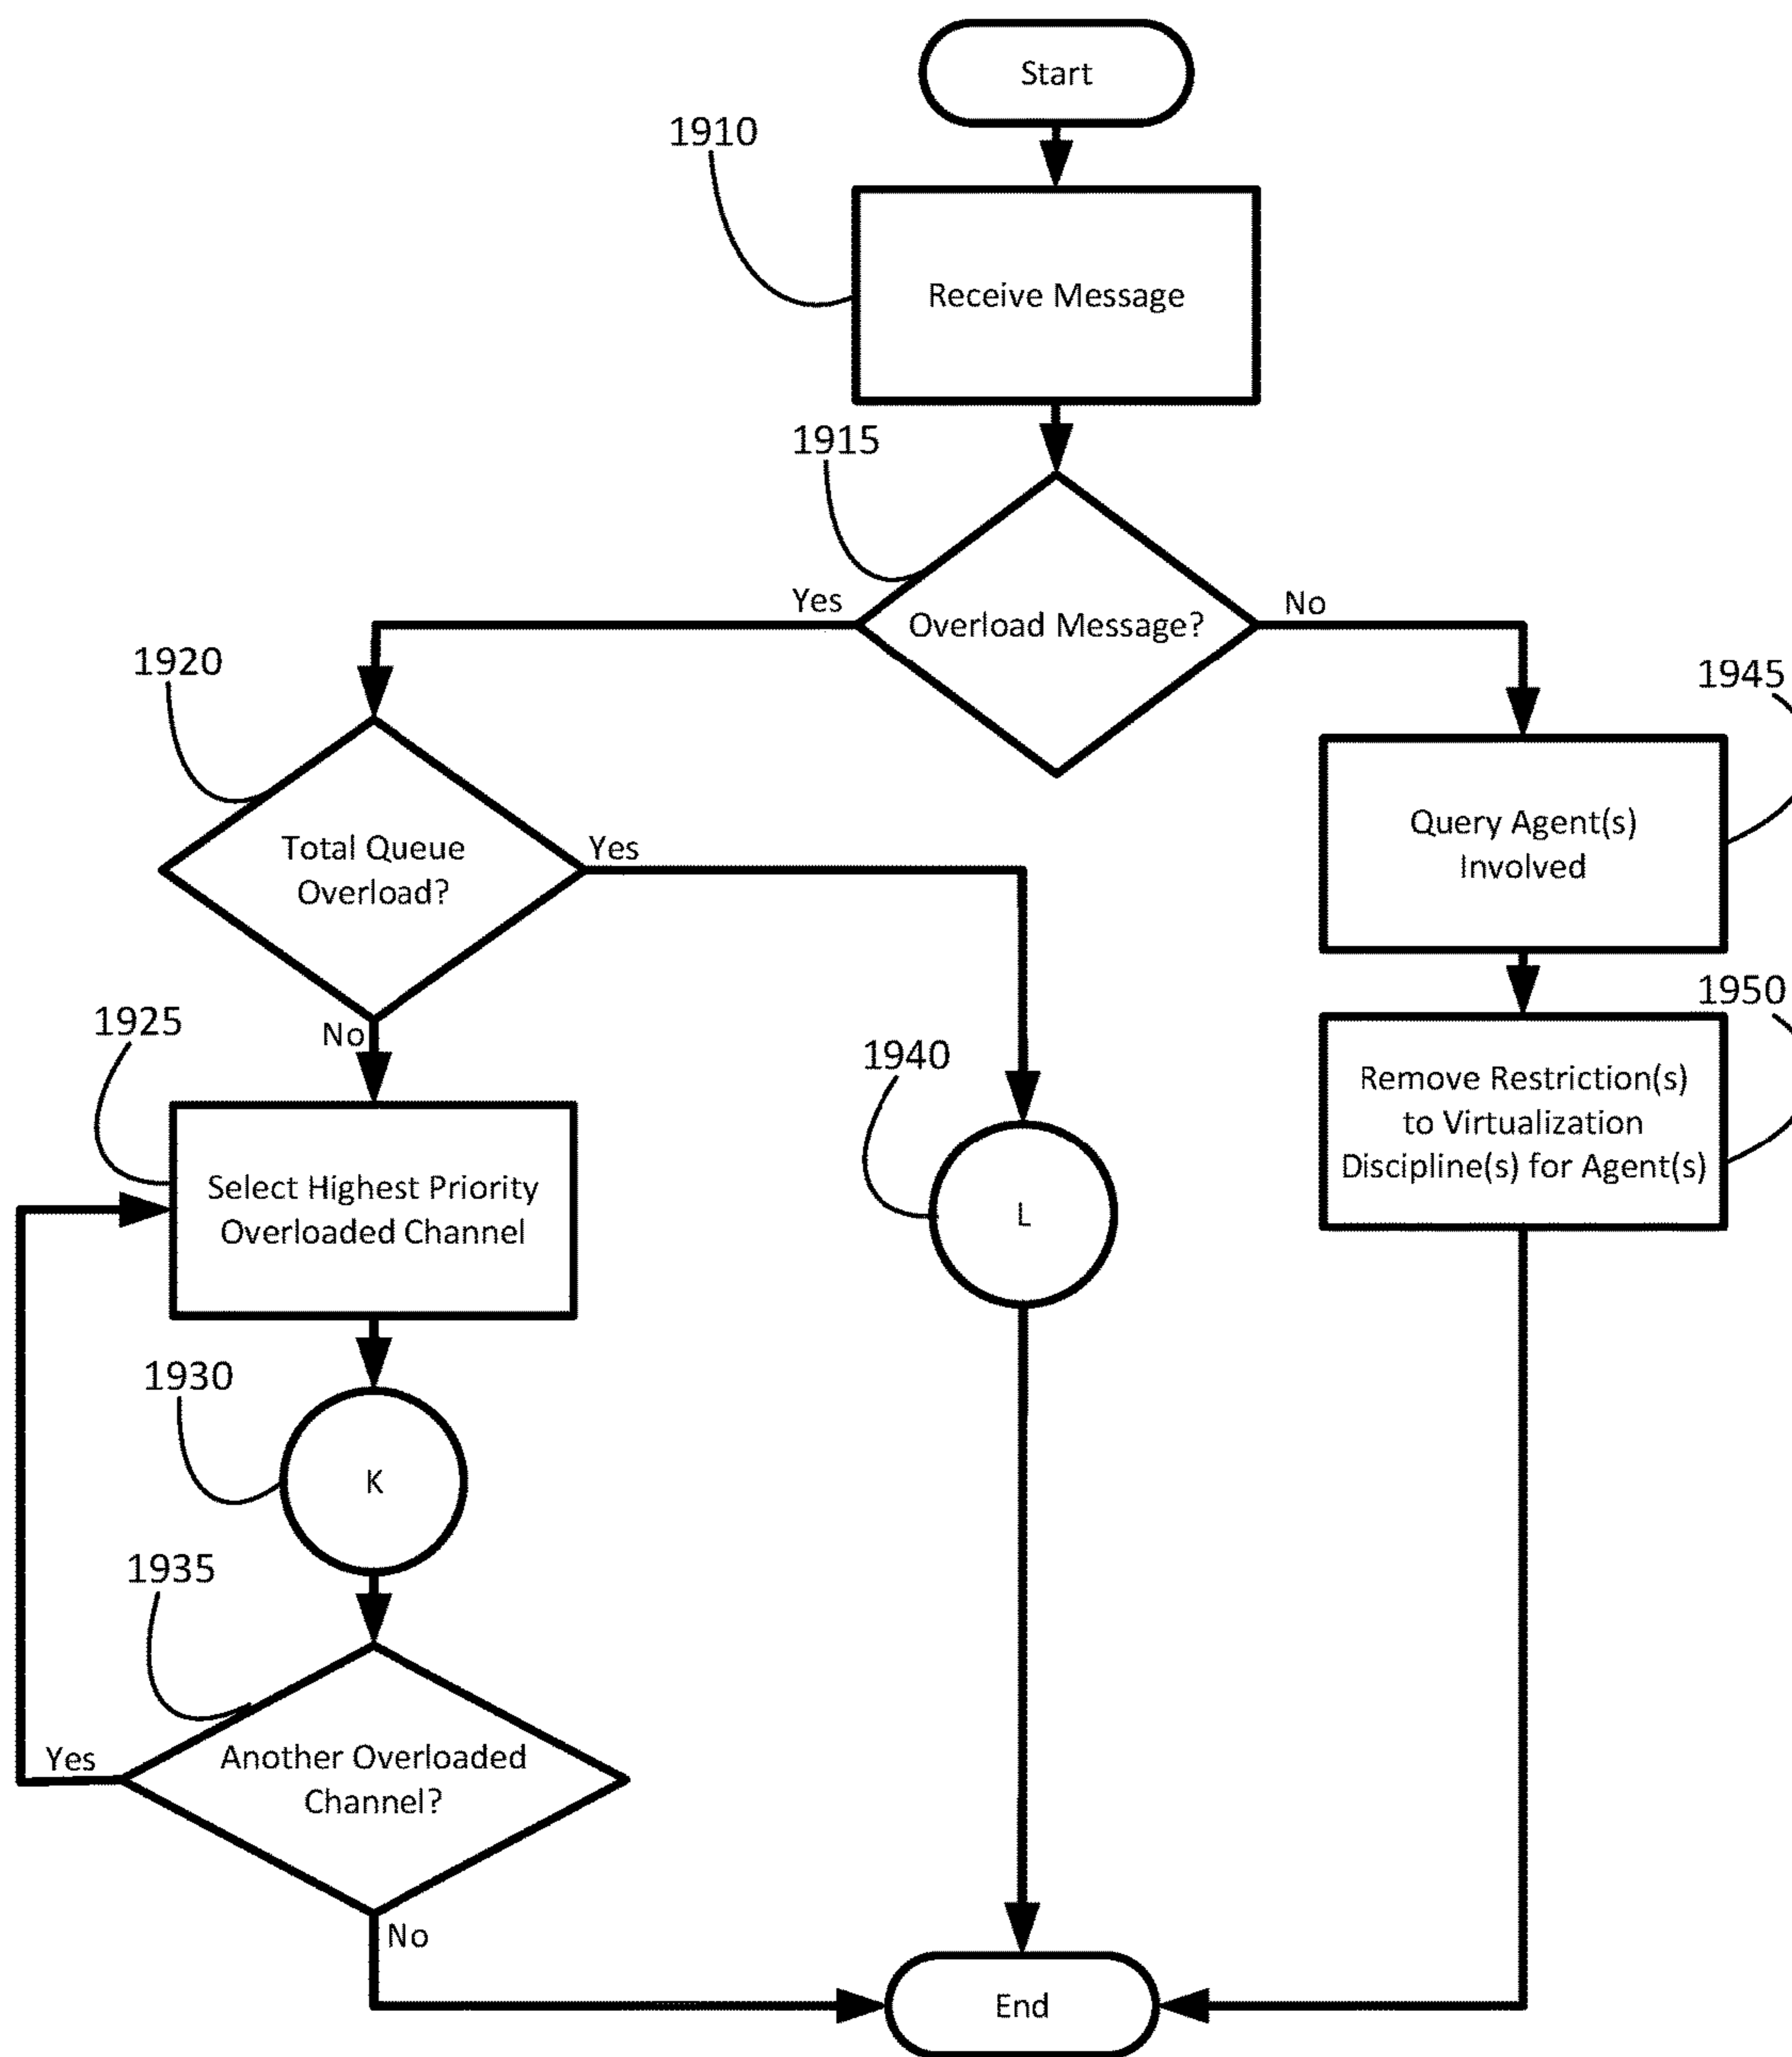 Start
1910
Receive Message
1915
Overload Message?
Yes
No
1920
Total Queue
Overload?
Yes
No
1945
Query Agent(s)
Involved
1950
Remove Restriction(s)
to Virtualization
Discipline(s) for Agent(s)
1925
Select Highest Priority
Overloaded Channel
1940
L
1930
K
1935
Another Overloaded
Channel?
Yes
No
End